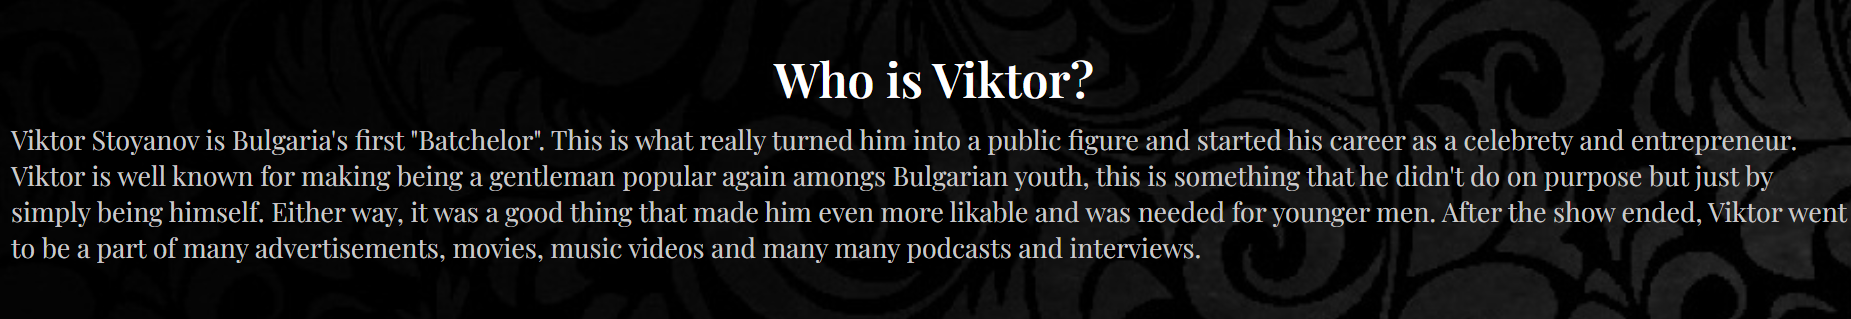 Who is Viktor?
Viktor Stoyanov is Bulgaria's first "Batchelor". This is what really turned him into a public figure and started his career as a celebrety and entrepreneur.
Viktor is well known for making being a gentleman popular again amongs Bulgarian youth, this is something that he didn't do on purpose but just by
simply being himself. Either way, it was a good thing that made him even more likable and was needed for younger men. After the show ended, Viktor went
to be a part of many advertisements, movies, music videos and many many podcasts and interviews.